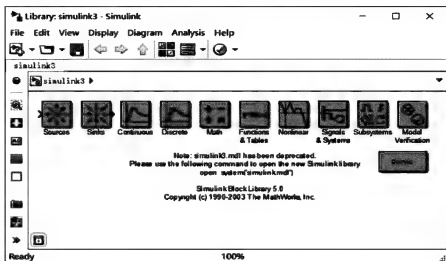 Library: simulink3 - Simulink
File Edit View Display Diagram Analysis Help
simulink3
simulink3
Sources Sinks Continuous Discrete Math Functions & Tables Nonlinear Signals & Systems Subsystems Model Verification
Note: simulink3.mdl has been deprecated.
Please use the following command to open the new Simulink library
open_system('simulink.mdl')
Simulink Block Library 5.0
Copyright (c) 1990-2003 The MathWorks, Inc.
Ready 100%